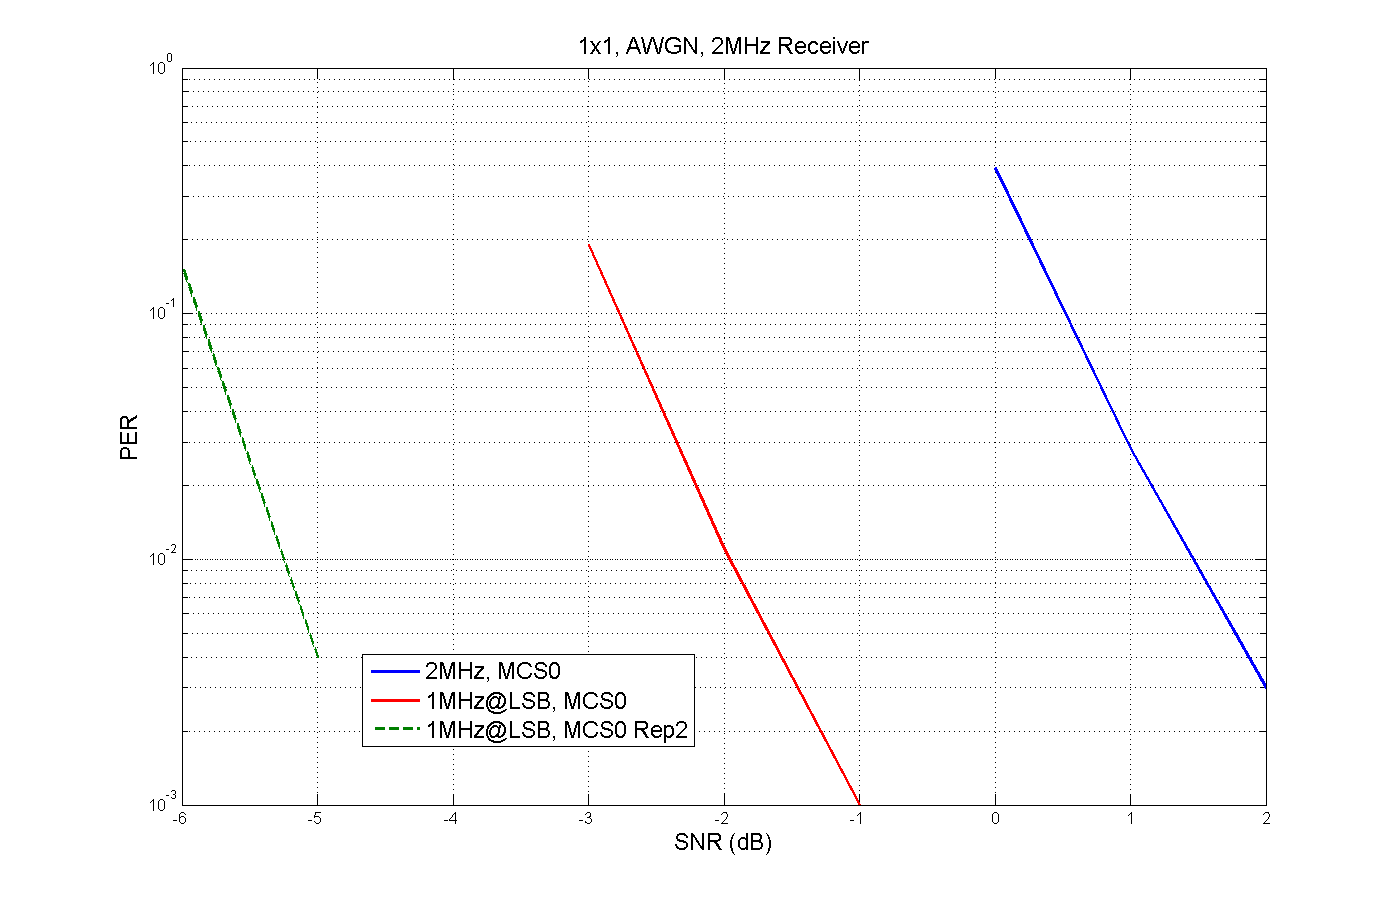 1x1, AWGN, 2MHz Receiver
10^0
10^-1
10^-2
10^-3
PER
2MHz, MCS0
1MHz@LSB, MCS0
1MHz@LSB, MCS0 Rep2
-6 -5 -4 -3 -2 -1 0 1 2
SNR (dB)